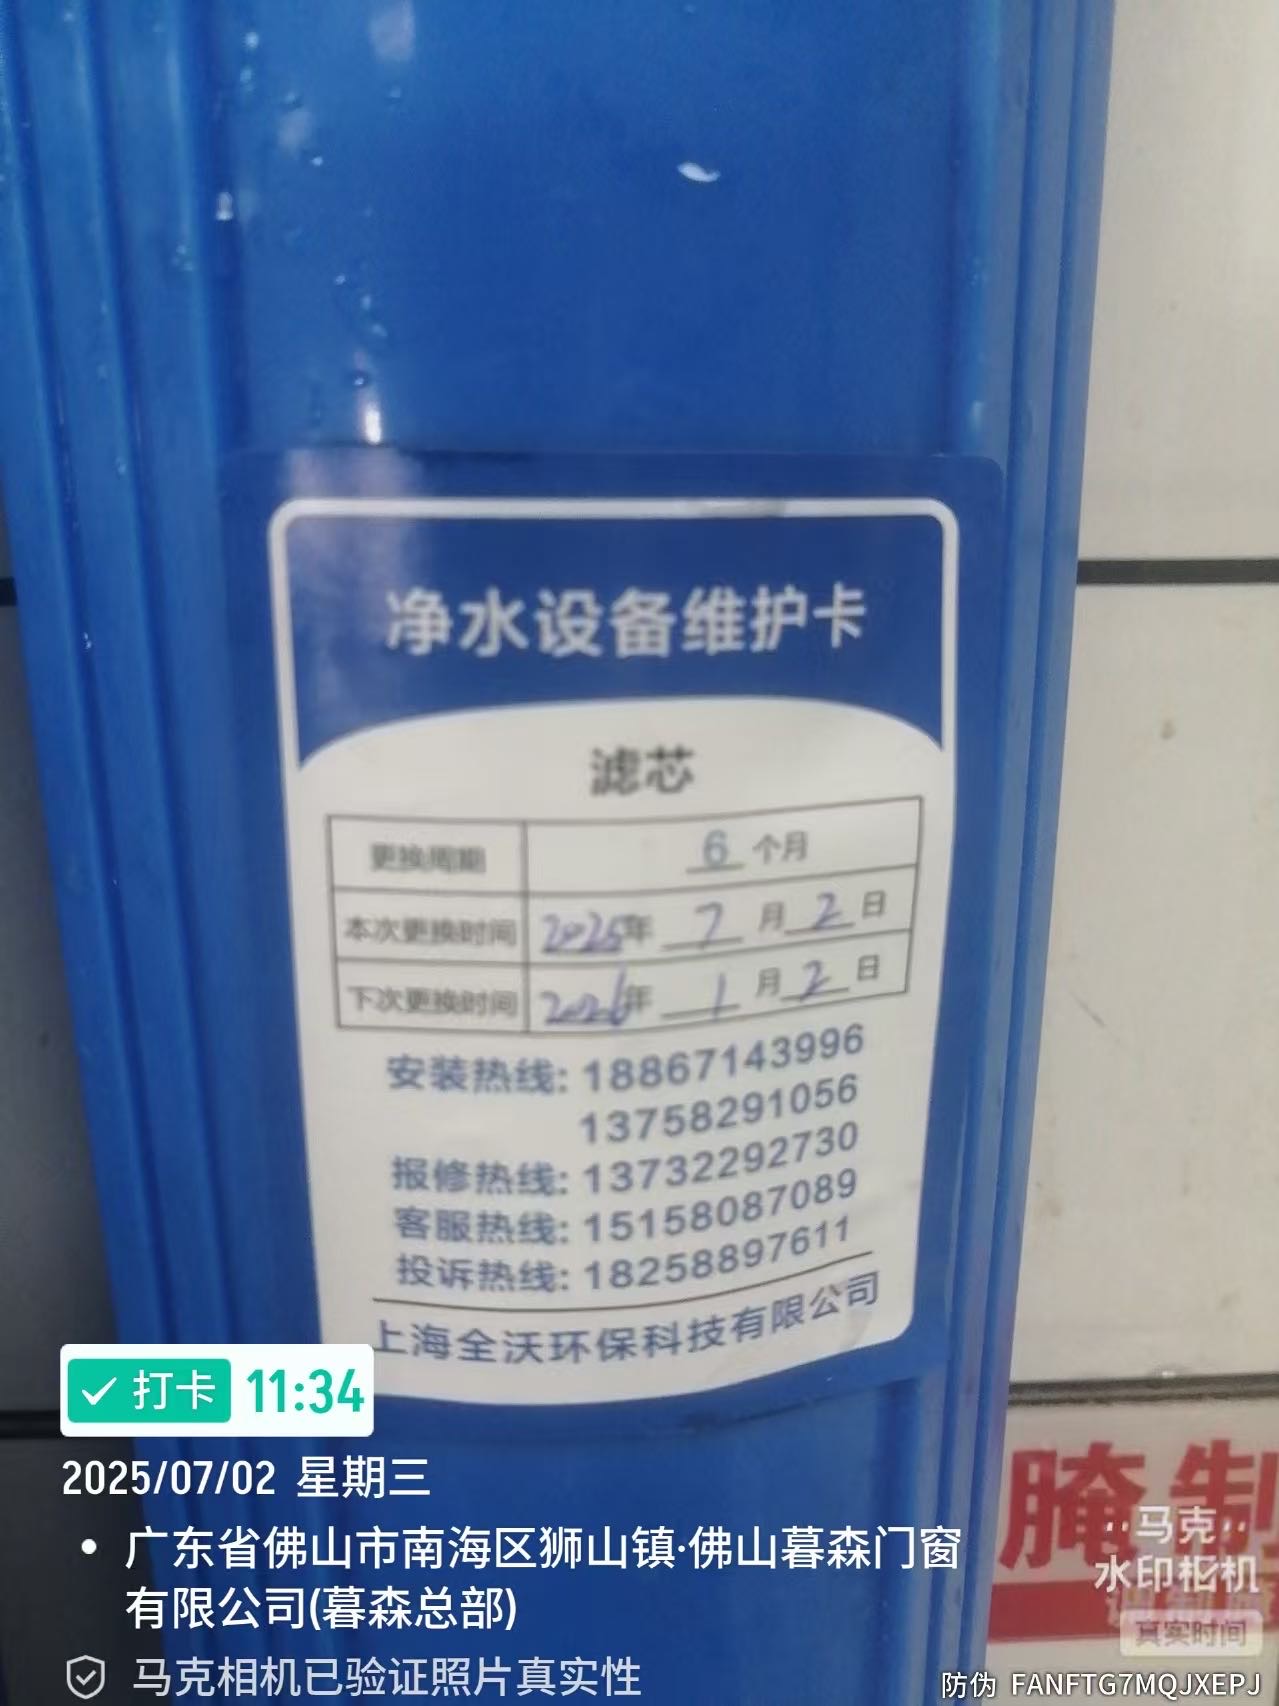 净水设备维护卡
滤芯
更换周期 6 个月
本次更换时间 2025年 7 月 2 日
下次更换时间 2026年 1 月 2 日
安装热线: 18867143996
13758291056
报修热线: 13732292730
客服热线: 15158087089
投诉热线: 18258897611
上海全沃环保科技有限公司
腌制
打卡 11:34
2025/07/02 星期三
广东省佛山市南海区狮山镇·佛山暮森门窗
有限公司(暮森总部)
马克相机已验证照片真实性
马克
水印相机
真实时间
防伪 FANFTG7MQJXEPJ